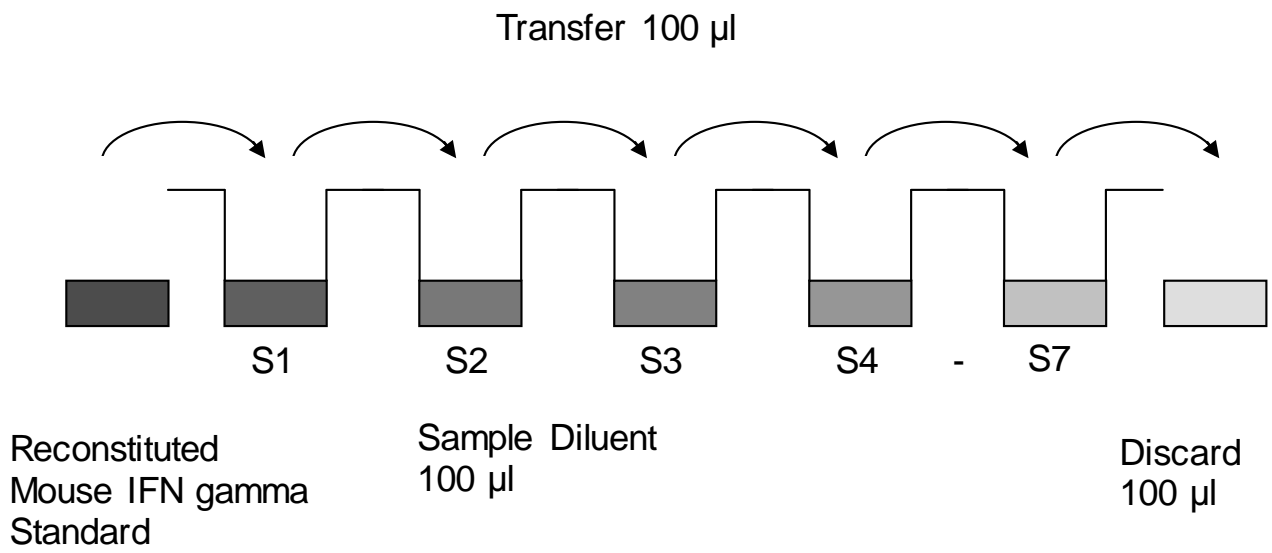 Transfer 100 µl
S1 S2 S3 S4 - S7
Reconstituted
Mouse IFN gamma
Standard
Sample Diluent
100 µl
Discard
100 µl